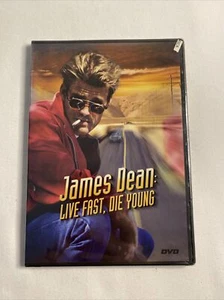 James Dean:
LIVE FAST, DIE YOUNG
DVD